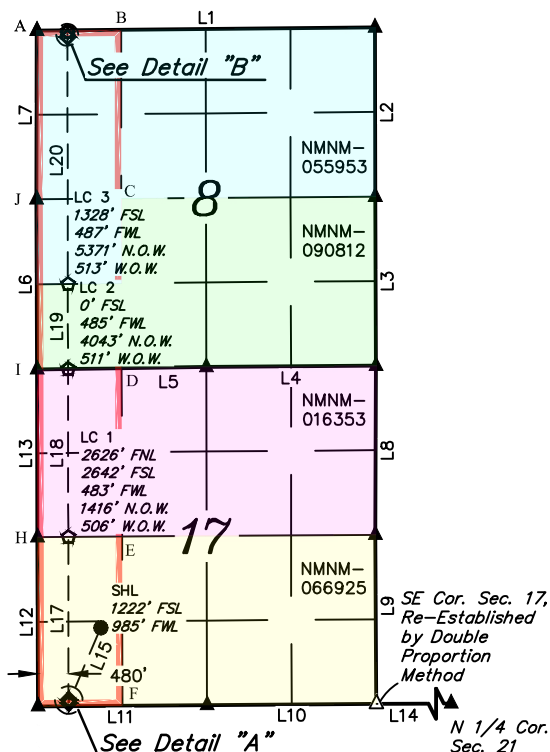 A
B
L1
See Detail "B"
L7
L2
L20
NMNM-
055953
J
C
8
LC 3
1328' FSL
487' FWL
5371' N.O.W.
513' W.O.W.
NMNM-
090812
L6
L3
LC 2
0' FSL
485' FWL
4043' N.O.W.
511' W.O.W.
L19
I
D
L5
L4
NMNM-
016353
L13
L18
L8
LC 1
2626' FNL
2642' FSL
483' FWL
1416' N.O.W.
506' W.O.W.
17
H
E
NMNM-
066925
SHL
1222' FSL
985' FWL
L12
L17
L15
L9
SE Cor. Sec. 17,
Re-Established
by Double
Proportion
Method
480'
F
L11
L10
L14
See Detail "A"
N 1/4 Cor.
Sec. 21